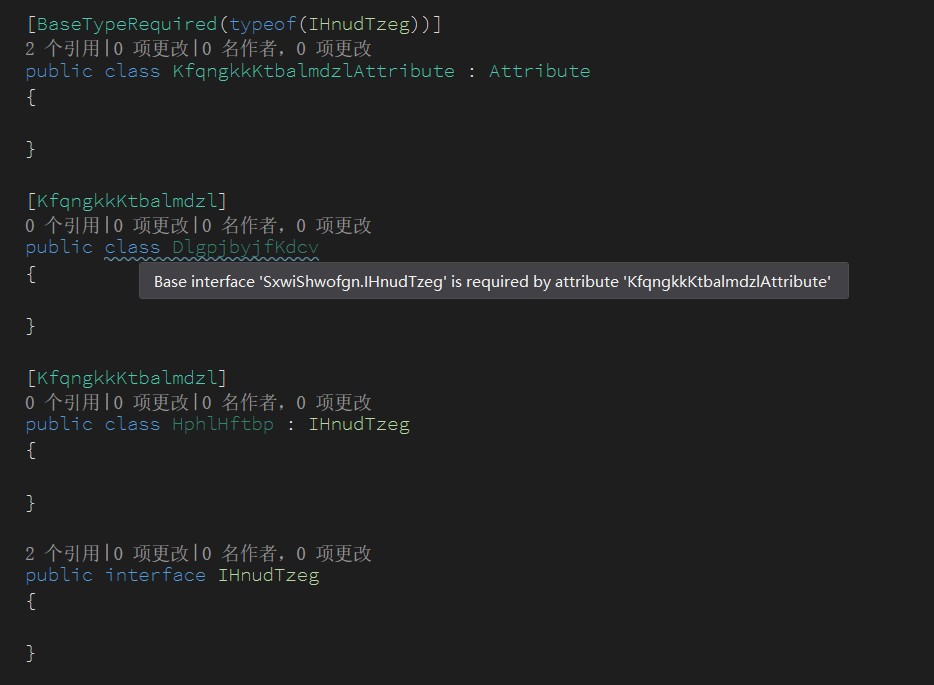 [BaseTypeRequired(typeof(IHnudTzeg))]
2 个引用|0 项更改|0 名作者，0 项更改
public class KfqngkkKtbalmdzlAttribute : Attribute
{
}
[KfqngkkKtbalmdzl]
0 个引用|0 项更改|0 名作者，0 项更改
public class DlgpjbyjfKdcv
{
Base interface 'SxwiShwofgn.IHnudTzeg' is required by attribute 'KfqngkkKtbalmdzlAttribute'
}
[KfqngkkKtbalmdzl]
0 个引用|0 项更改|0 名作者，0 项更改
public class HphlHftbp : IHnudTzeg
{
}
2 个引用|0 项更改|0 名作者，0 项更改
public interface IHnudTzeg
{
}